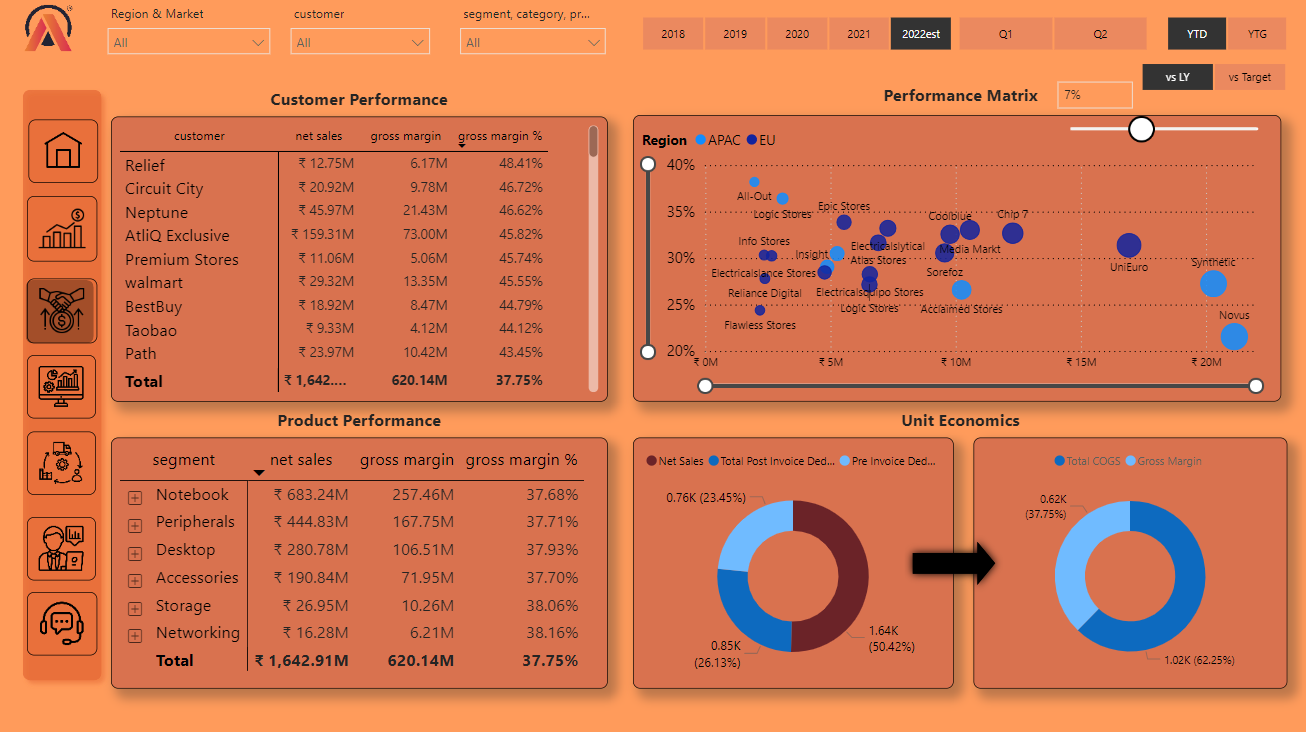 Region & Market
customer
segment, category, pr...
All
All
All
2018
2019
2020
2021
2022est
Q1
Q2
YTD
YTG
vs LY
vs Target
Customer Performance
customer net sales gross margin gross margin %
Relief ₹ 12.75M 6.17M 48.41%
Circuit City ₹ 20.92M 9.78M 46.72%
Neptune ₹ 45.97M 21.43M 46.62%
AtliQ Exclusive ₹ 159.31M 73.00M 45.82%
Premium Stores ₹ 11.06M 5.06M 45.74%
walmart ₹ 29.32M 13.35M 45.55%
BestBuy ₹ 18.92M 8.47M 44.79%
Taobao ₹ 9.33M 4.12M 44.12%
Path ₹ 23.97M 10.42M 43.45%
Total ₹ 1,642.... 620.14M 37.75%
Performance Matrix
7%
Region APAC EU
40%
35%
30%
25%
20%
₹ 0M
₹ 5M
₹ 10M
₹ 15M
₹ 20M
All-Out
Logic Stores
Epic Stores
Coolblue
Chip 7
Info Stores
Insight
Electricalslytical
Media Markt
Atlas Stores
UniEuro
Synthetic
Electricalslance Stores
Sorefoz
Reliance Digital
Electricalsquipo Stores
Logic Stores
Acclaimed Stores
Flawless Stores
Novus
Product Performance
segment net sales gross margin gross margin %
Notebook ₹ 683.24M 257.46M 37.68%
Peripherals ₹ 444.83M 167.75M 37.71%
Desktop ₹ 280.78M 106.51M 37.93%
Accessories ₹ 190.84M 71.95M 37.70%
Storage ₹ 26.95M 10.26M 38.06%
Networking ₹ 16.28M 6.21M 38.16%
Total ₹ 1,642.91M 620.14M 37.75%
Unit Economics
Net Sales Total Post Invoice Ded... Pre Invoice Ded...
0.76K (23.45%)
0.85K
(26.13%)
1.64K
(50.42%)
Total COGS Gross Margin
0.62K
(37.75%)
1.02K (62.25%)